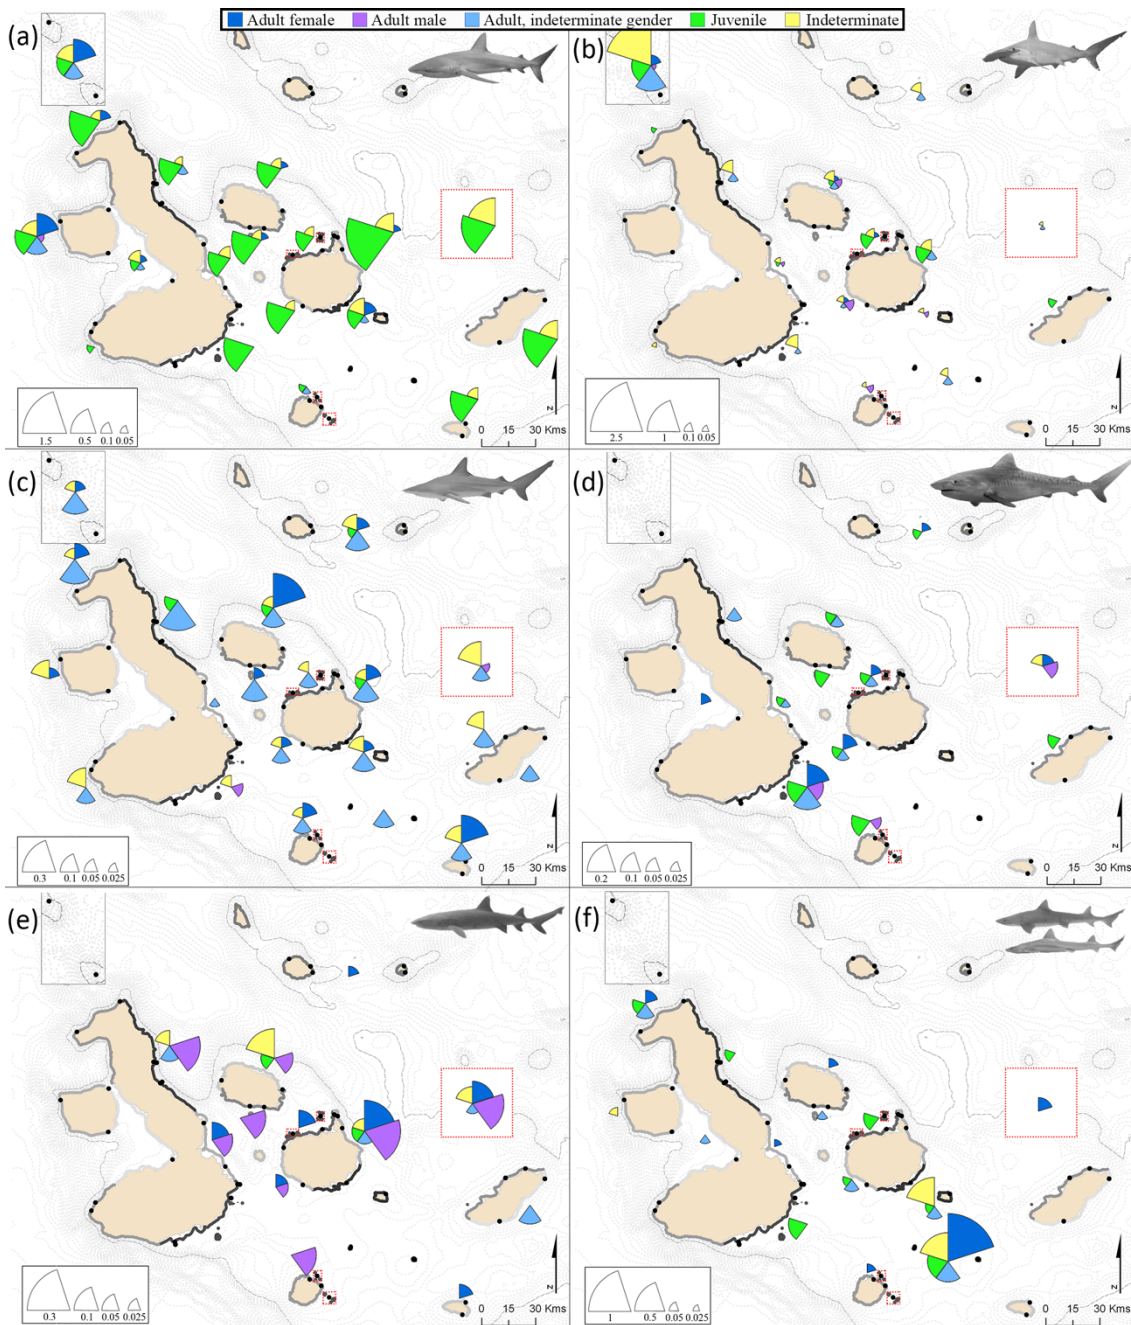 Adult female Adult male Adult, indeterminate gender Juvenile Indeterminate
(a)
1.5 0.5 0.1 0.05
N
0 15 30 Kms
(b)
2.5 1 0.1 0.05
N
0 15 30 Kms
(c)
0.3 0.1 0.05 0.025
N
0 15 30 Kms
(d)
0.2 0.1 0.05 0.025
N
0 15 30 Kms
(e)
0.3 0.1 0.05 0.025
N
0 15 30 Kms
(f)
1 0.5 0.05 0.025
N
0 15 30 Kms